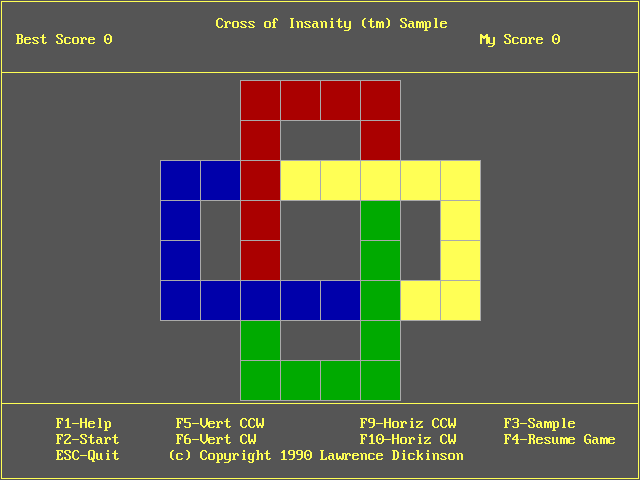 Cross of Insanity (tm) Sample
Best Score 0 My Score 0
F1-Help F5-Vert CCW F9-Horiz CCW F3-Sample
F2-Start F6-Vert CW F10-Horiz CW F4-Resume Game
ESC-Quit (c) Copyright 1990 Lawrence Dickinson